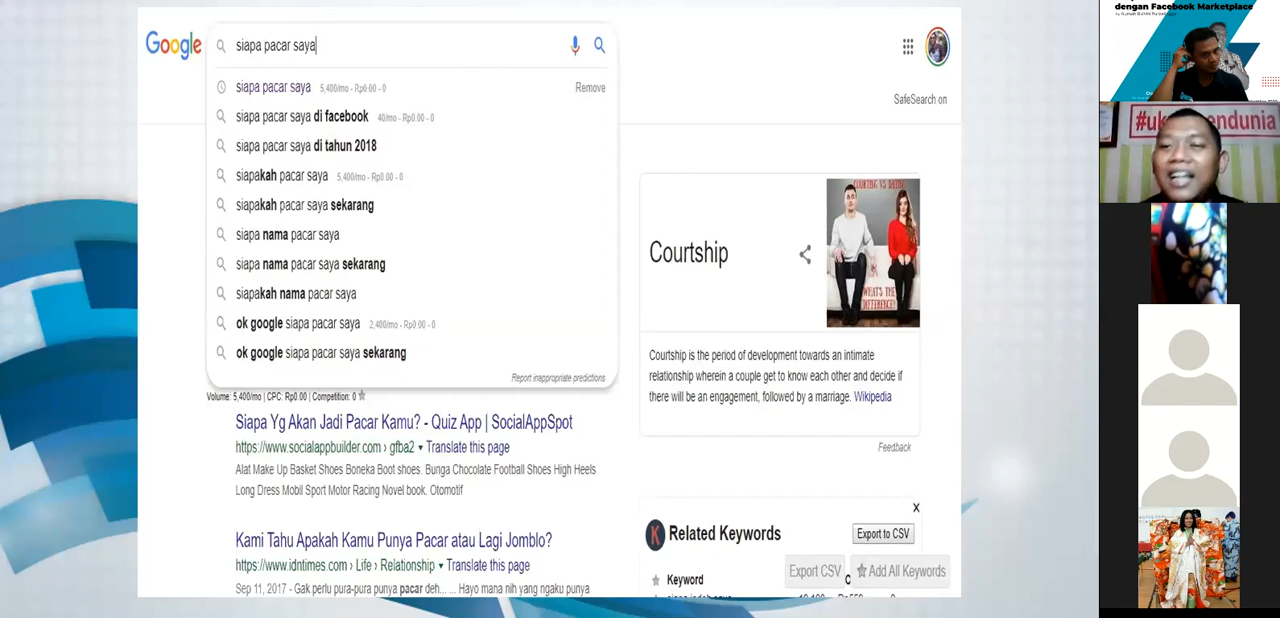 Google
siapa pacar saya
SafeSearch on
siapa pacar saya 5,400/mo - Rp0.00 - 0 Remove
siapa pacar saya di facebook 40/mo - Rp0.00 - 0
siapa pacar saya di tahun 2018
siapakah pacar saya 5,400/mo - Rp0.00 - 0
siapakah pacar saya sekarang
siapa nama pacar saya
siapa nama pacar saya sekarang
siapakah nama pacar saya
ok google siapa pacar saya 2,400/mo - Rp0.00 - 0
ok google siapa pacar saya sekarang
Report inappropriate predictions
Volume: 5,400/mo | CPC: Rp0.00 | Competition: 0
Siapa Yg Akan Jadi Pacar Kamu? - Quiz App | SocialAppSpot
https://www.socialappbuilder.com › gfba2 Translate this page
Alat Make Up Basket Shoes Boneka Boot shoes. Bunga Chocolate Football Shoes High Heels
Long Dress Mobil Sport Motor Racing Novel book. Otomotif
Kami Tahu Apakah Kamu Punya Pacar atau Lagi Jomblo?
https://www.idntimes.com › Life › Relationship Translate this page
Sep 11, 2017 - Gak perlu pura-pura punya pacar deh... ... Hayo mana nih yang ngaku punya
Courtship
COURTING VS DATING
WHAT'S THE
DIFFERENCE?
Courtship is the period of development towards an intimate
relationship wherein a couple get to know each other and decide if
there will be an engagement, followed by a marriage. Wikipedia
Feedback
X
K Related Keywords Export to CSV
Export CSV Add All Keywords
Keyword
dengan Facebook Marketplace